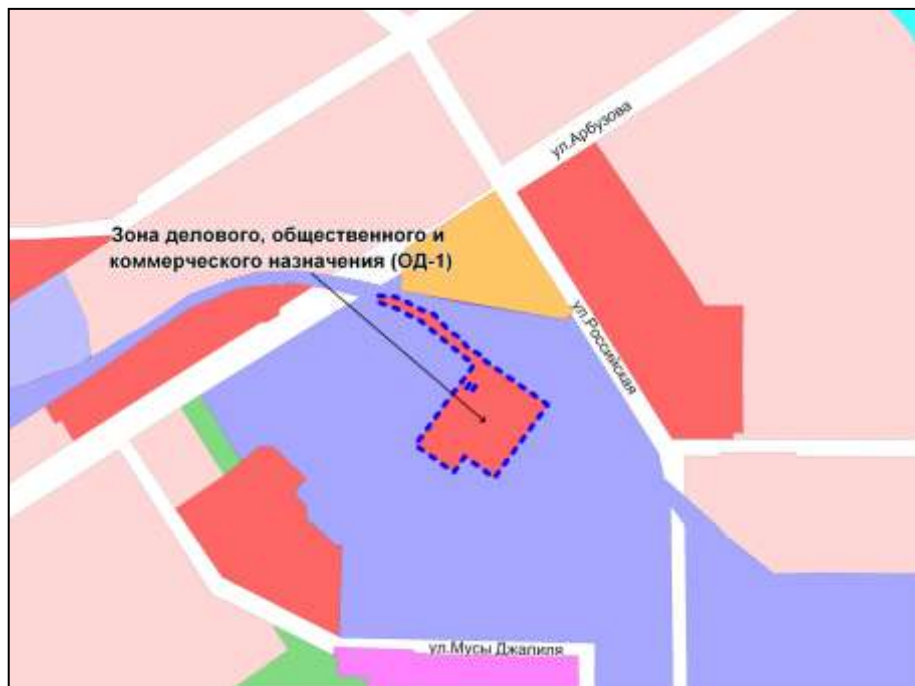 ул.Арбузова
Зона делового, общественного и
коммерческого назначения (ОД-1)
ул.Российская
ул.Мусы Джалиля